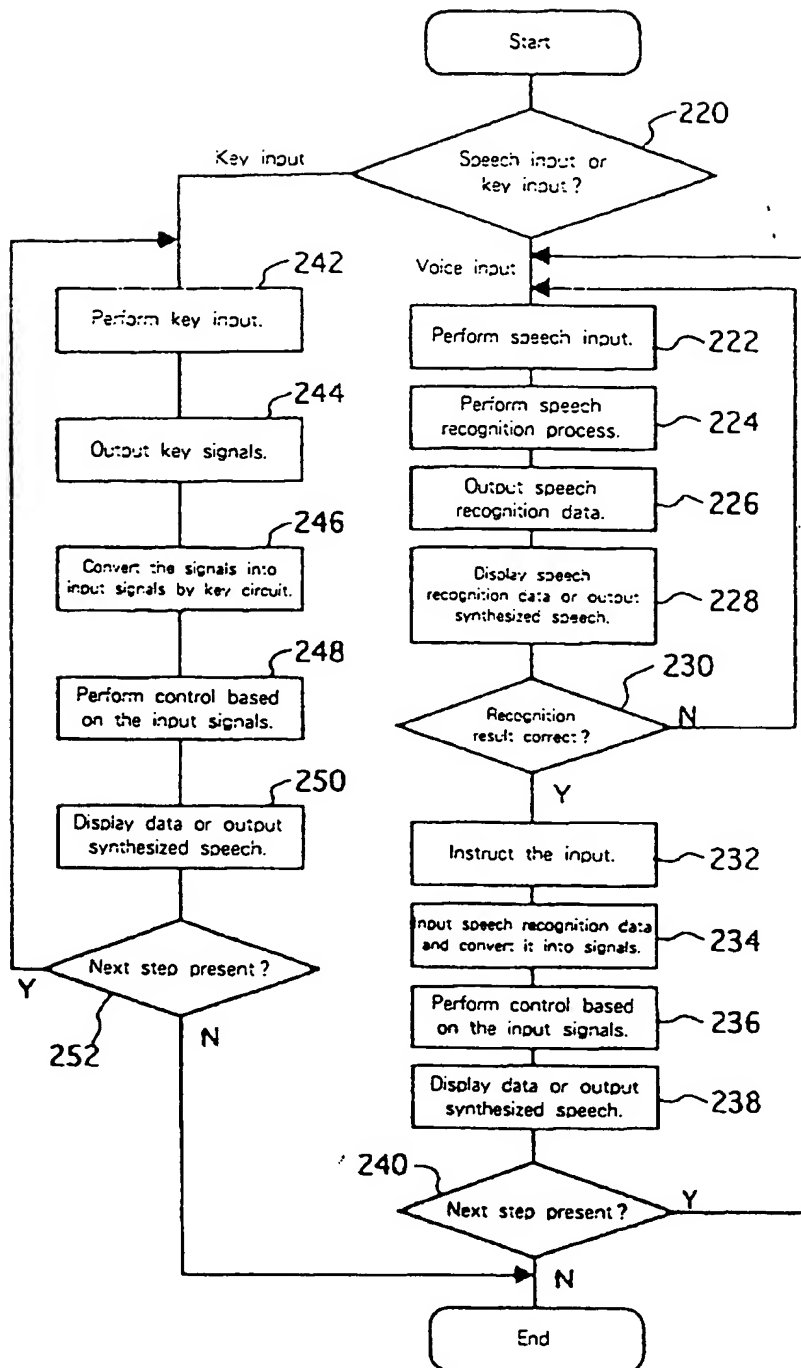 Start
220
Key input
Speech input or
key input?
242
Voice input
Perform key input.
Perform speech input.
222
244
Perform speech
recognition process.
224
Output key signals.
Output speech
recognition data.
226
246
Convert the signals into
input signals by key circuit.
Display speech
recognition data or output
synthesized speech.
228
248
230
Perform control based
on the input signals.
Recognition
result correct?
N
250
Y
Display data or output
synthesized speech.
Instruct the input.
232
Input speech recognition data
and convert it into signals.
234
Next step present?
Y
N
252
Perform control based
on the input signals.
236
Display data or output
synthesized speech.
238
240
Next step present?
Y
N
End